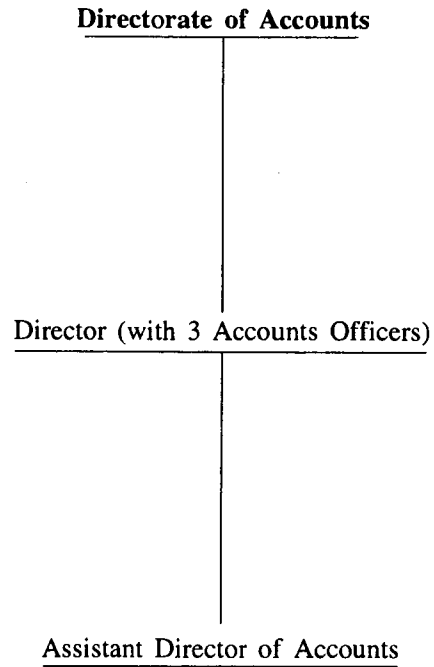 Directorate of Accounts
Director (with 3 Accounts Officers)
Assistant Director of Accounts